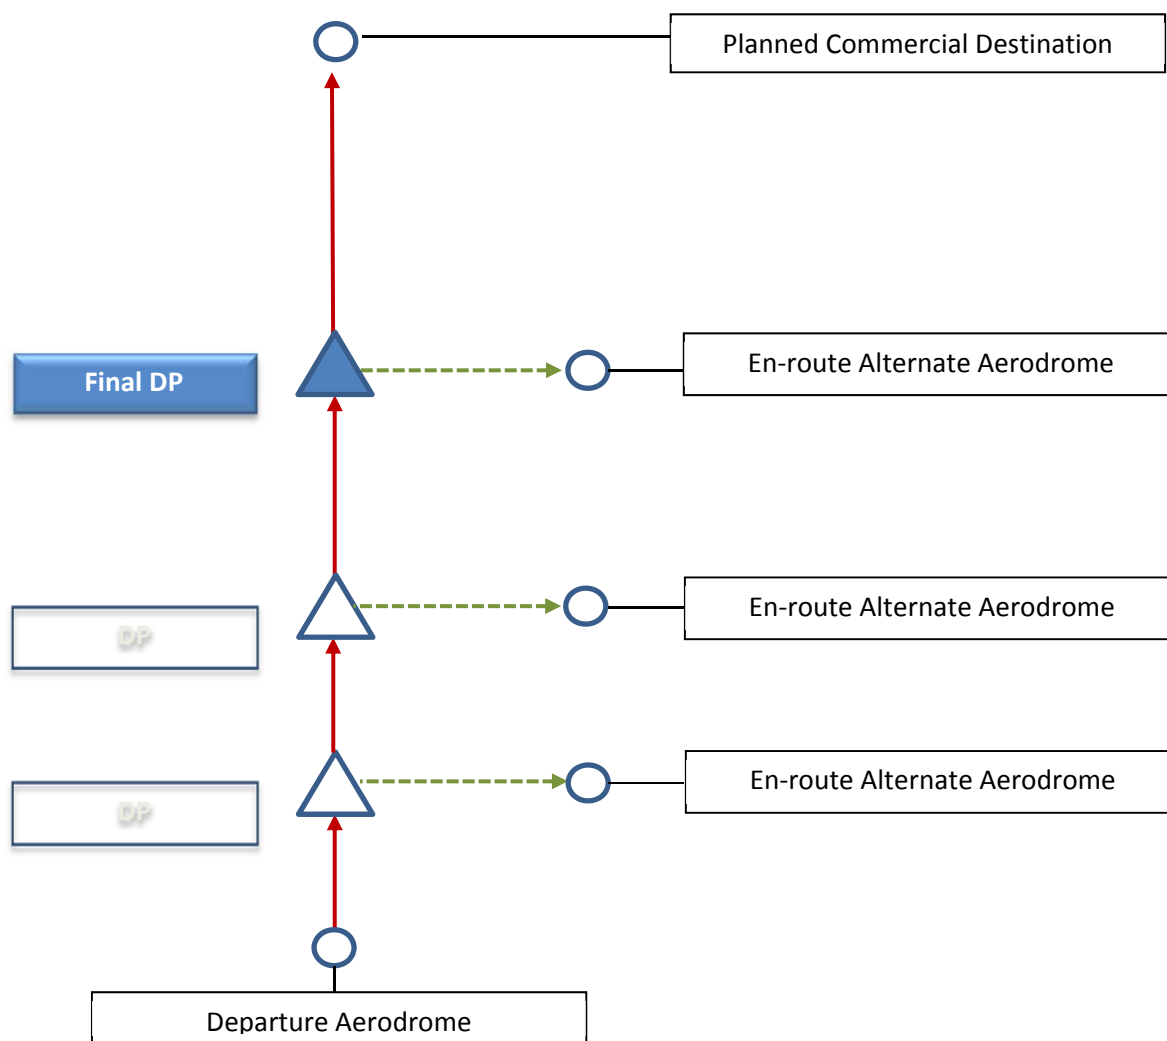 Planned Commercial Destination
Final DP
En-route Alternate Aerodrome
DP
En-route Alternate Aerodrome
DP
En-route Alternate Aerodrome
Departure Aerodrome